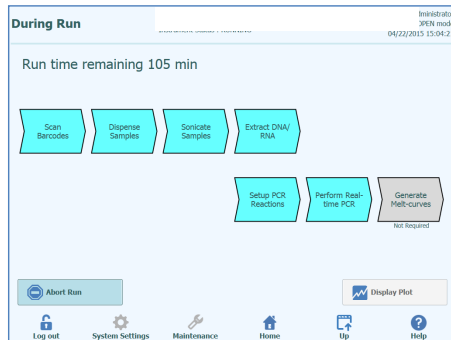 During Run
OPEN mode
04/22/2015 15:04:2
Run time remaining 105 min
Scan
Barcodes
Dispense
Samples
Sonicate
Samples
Extract DNA/
RNA
Setup PCR
Reactions
Perform Real-
time PCR
Generate
Melt-curves
Not Required
Abort Run
Display Plot
Log out
System Settings
Maintenance
Home
Up
Help